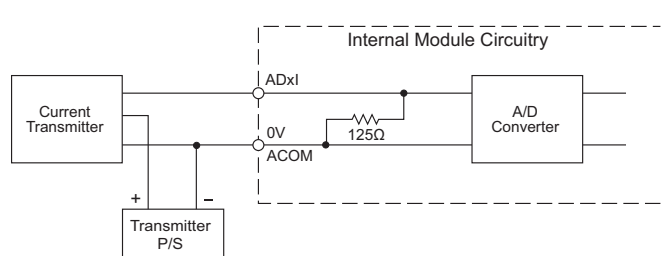 Internal Module Circuitry
ADxI
Current
Transmitter
0V
ACOM
125Ω
A/D
Converter
+
–
Transmitter
P/S